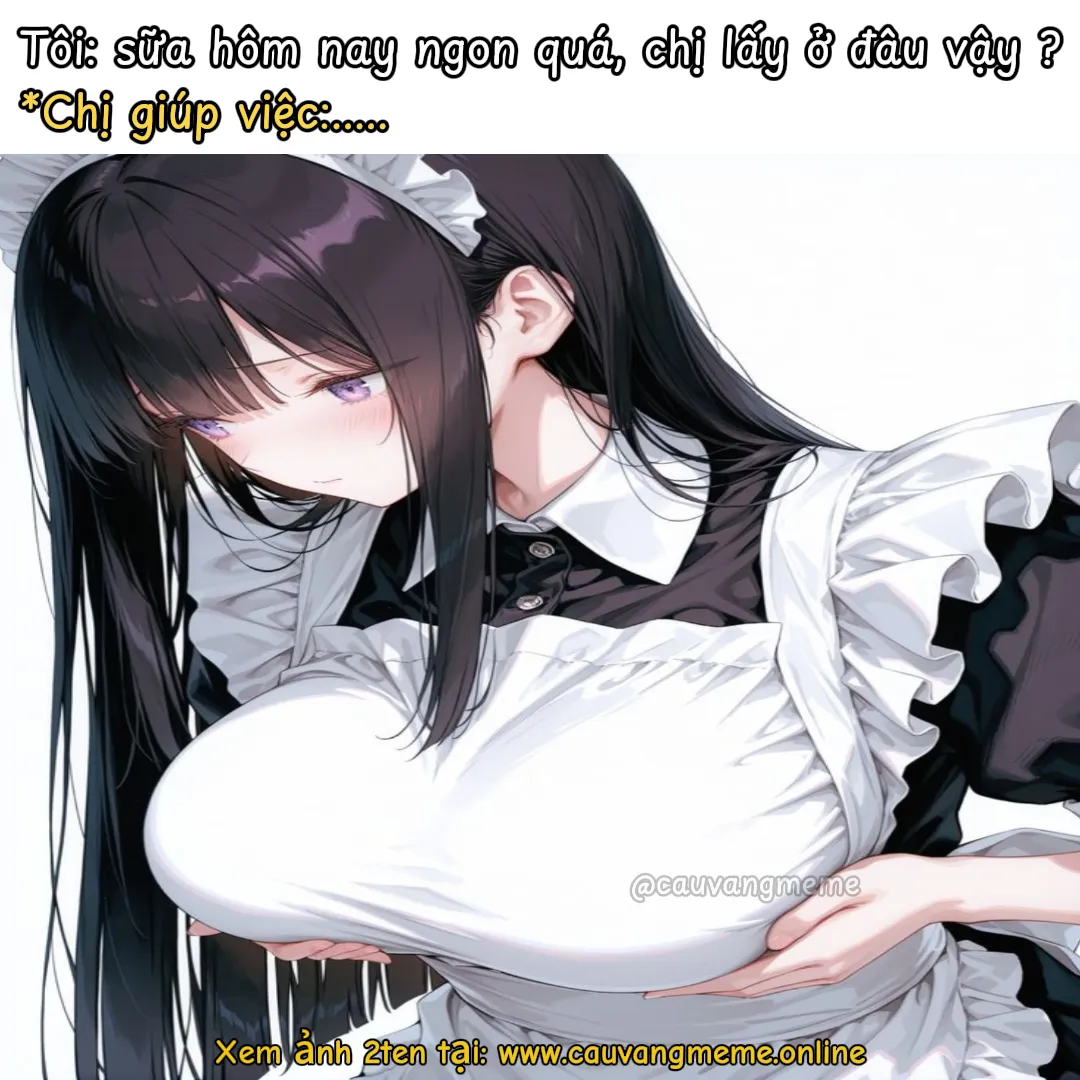 Tôi: sữa hôm nay ngon quá, chị lấy ở đâu vậy ?
*Chị giúp việc:......
@cauvangmeme
Xem ảnh 2ten tại: www.cauvangmeme.online